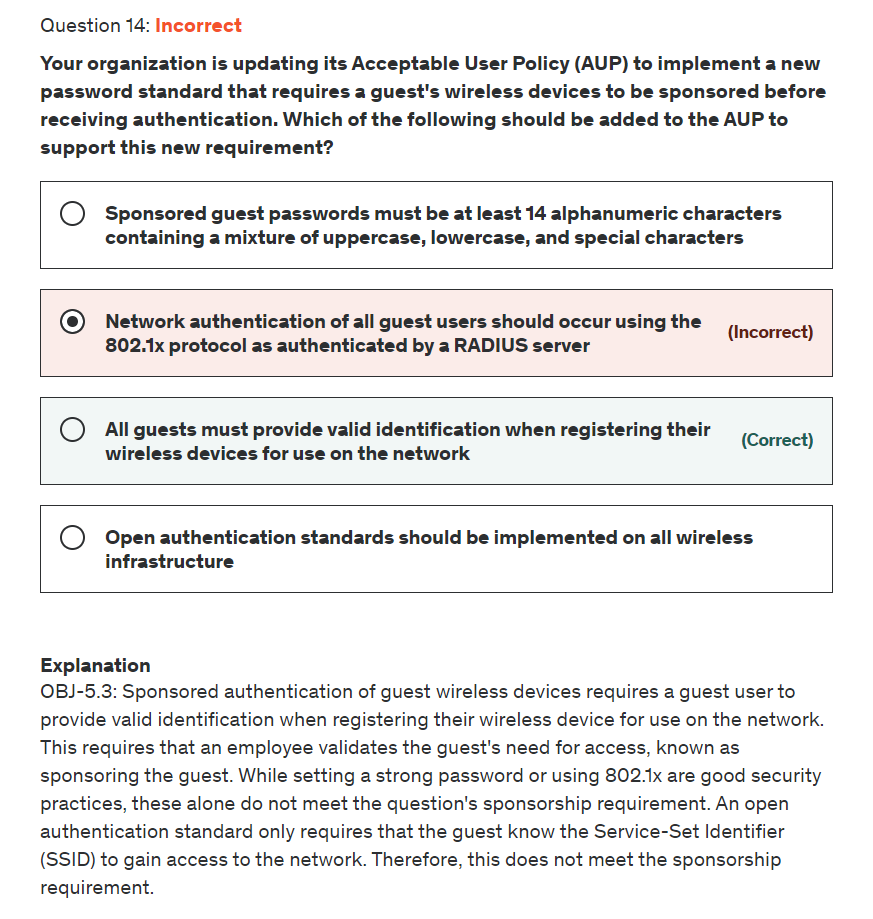 Question 14: Incorrect
Your organization is updating its Acceptable User Policy (AUP) to implement a new
password standard that requires a guest's wireless devices to be sponsored before
receiving authentication. Which of the following should be added to the AUP to
support this new requirement?
Sponsored guest passwords must be at least 14 alphanumeric characters
containing a mixture of uppercase, lowercase, and special characters
Network authentication of all guest users should occur using the
802.1x protocol as authenticated by a RADIUS server
(Incorrect)
All guests must provide valid identification when registering their
wireless devices for use on the network
(Correct)
Open authentication standards should be implemented on all wireless
infrastructure
Explanation
OBJ-5.3: Sponsored authentication of guest wireless devices requires a guest user to
provide valid identification when registering their wireless device for use on the network.
This requires that an employee validates the guest's need for access, known as
sponsoring the guest. While setting a strong password or using 802.1x are good security
practices, these alone do not meet the question's sponsorship requirement. An open
authentication standard only requires that the guest know the Service-Set Identifier
(SSID) to gain access to the network. Therefore, this does not meet the sponsorship
requirement.